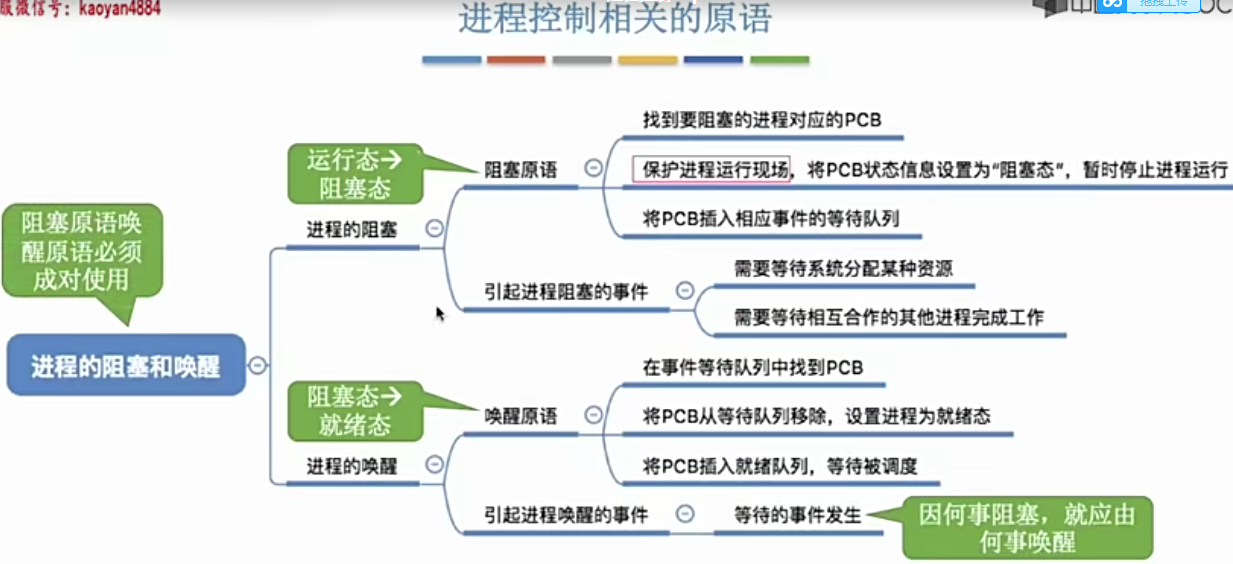 服微信号：kaoyan4884
拖拽上传
进程控制相关的原语
找到要阻塞的进程对应的PCB
运行态→
阻塞态
阻塞原语
保护进程运行现场，将PCB状态信息设置为“阻塞态”，暂时停止进程运行
将PCB插入相应事件的等待队列
阻塞原语唤
醒原语必须
成对使用
进程的阻塞
引起进程阻塞的事件
需要等待系统分配某种资源
需要等待相互合作的其他进程完成工作
进程的阻塞和唤醒
在事件等待队列中找到PCB
阻塞态→
就绪态
唤醒原语
将PCB从等待队列移除，设置进程为就绪态
进程的唤醒
将PCB插入就绪队列，等待被调度
引起进程唤醒的事件
等待的事件发生
因何事阻塞，就应由
何事唤醒